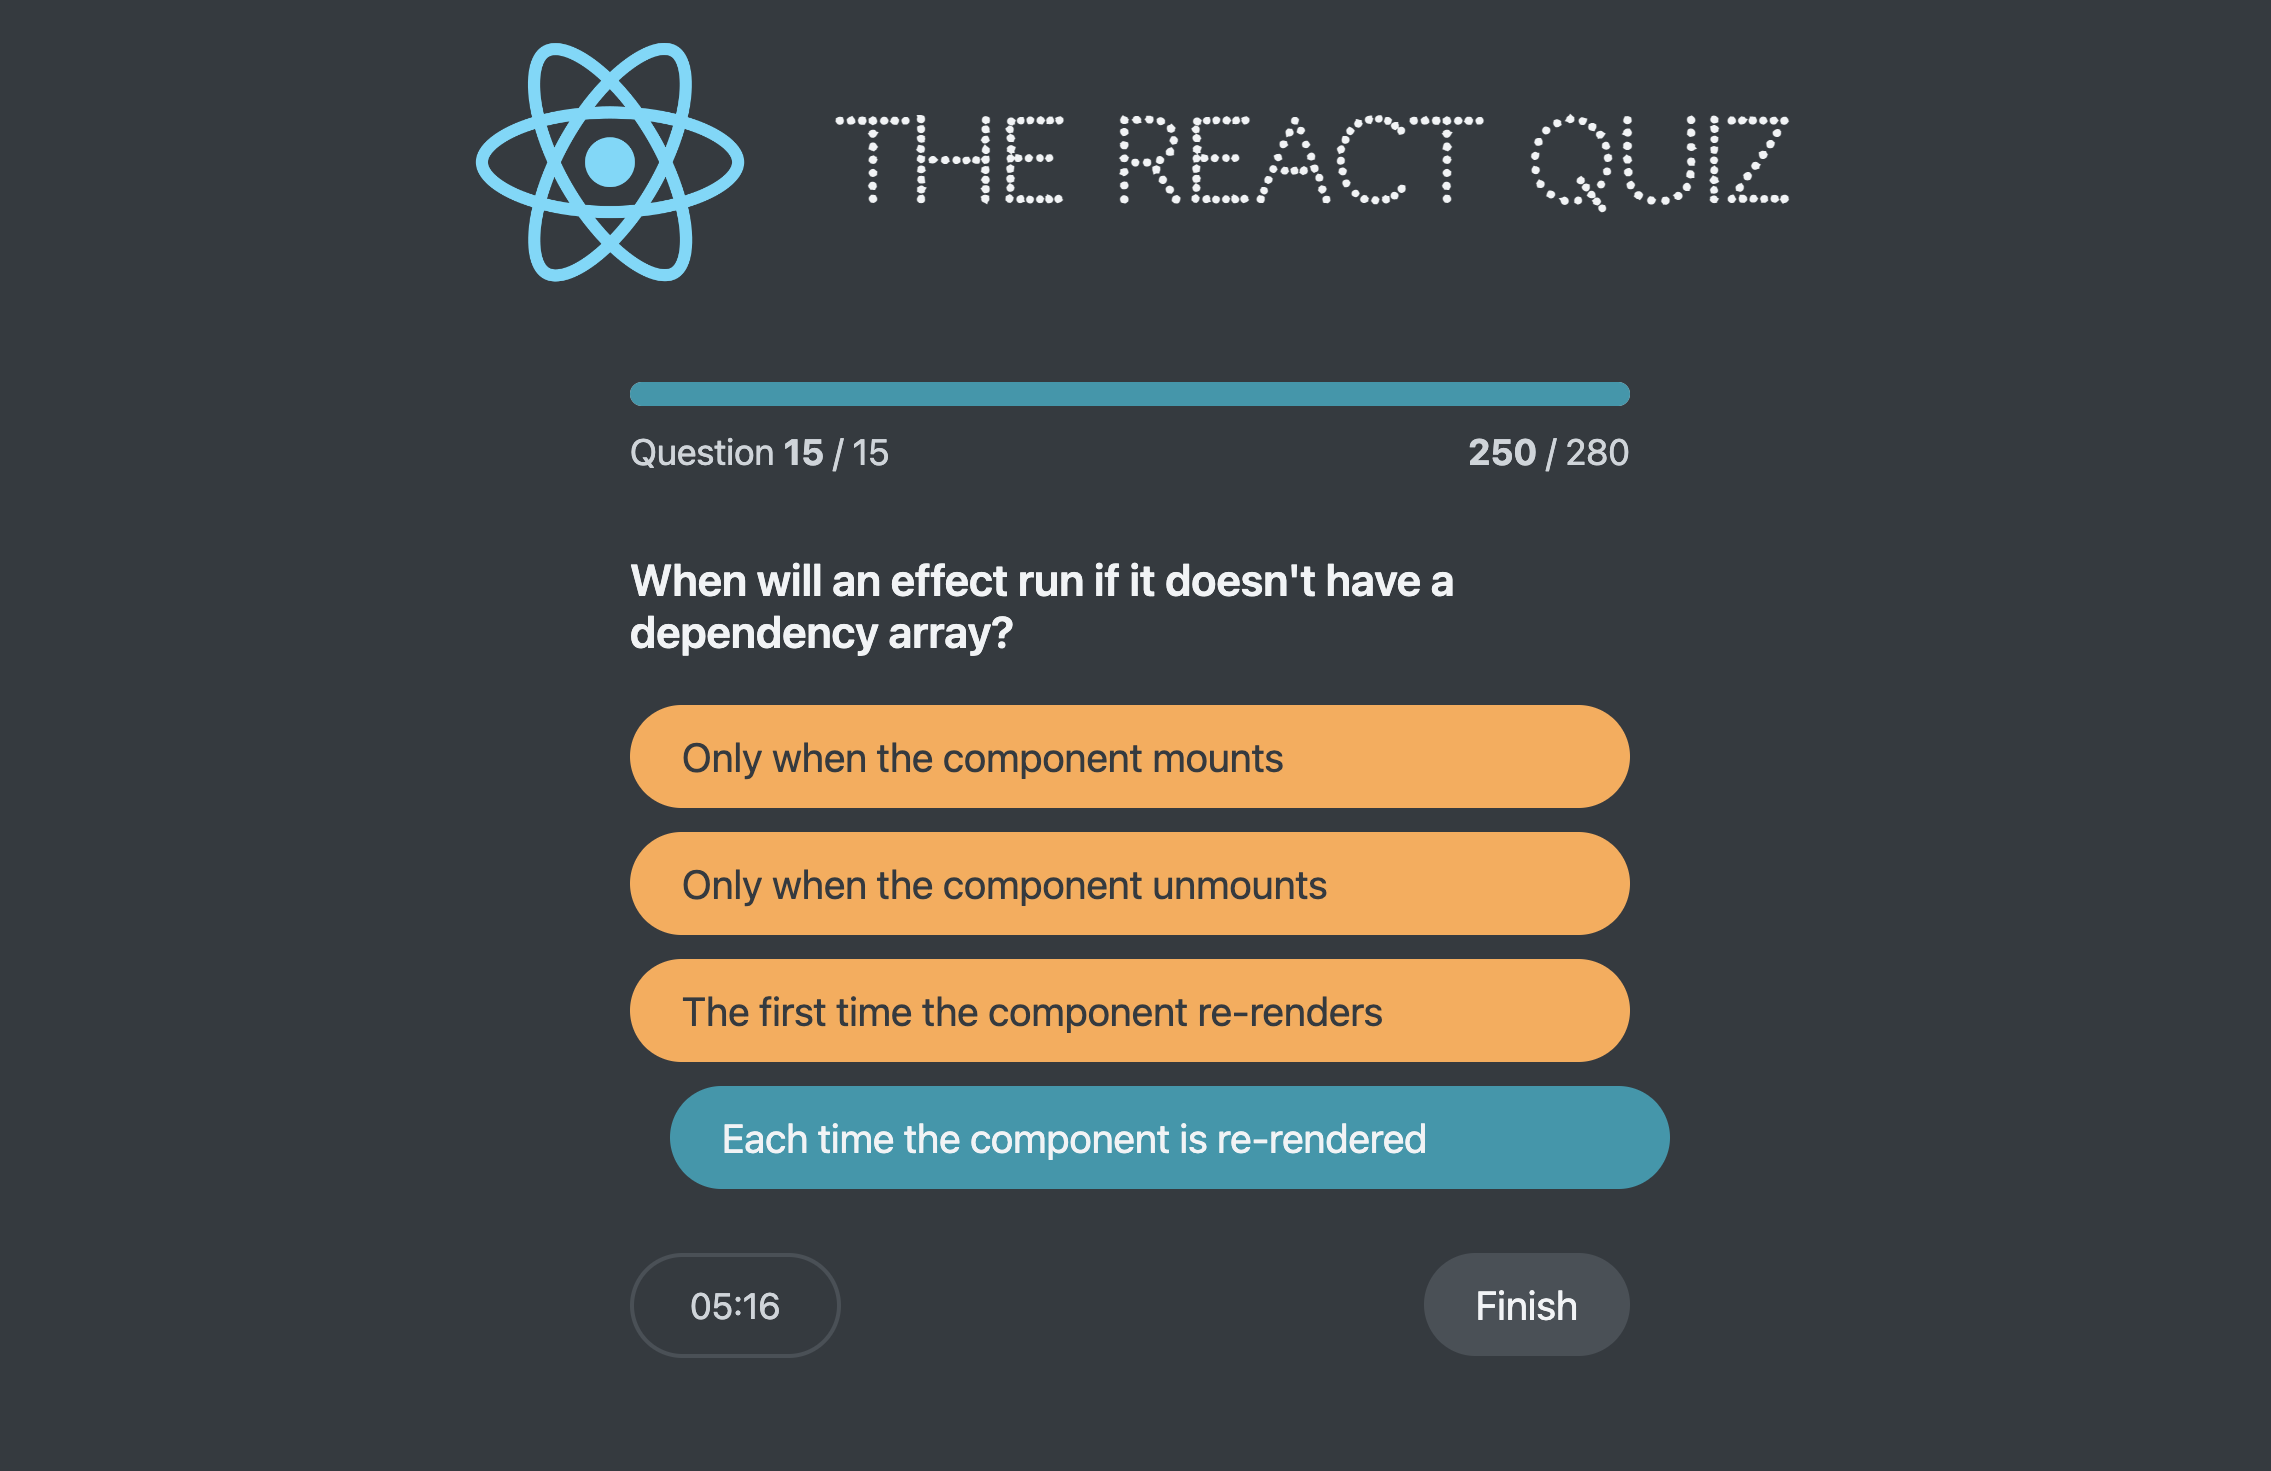 THE REACT QUIZ
Question 15 / 15
250 / 280
When will an effect run if it doesn't have a
dependency array?
Only when the component mounts
Only when the component unmounts
The first time the component re-renders
Each time the component is re-rendered
05:16
Finish